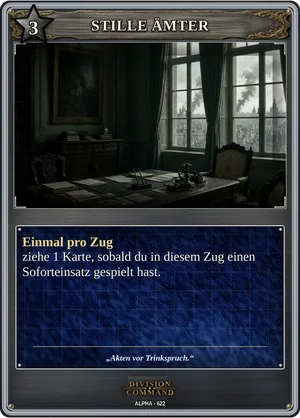 3
STILLE ÄMTER
Einmal pro Zug
ziehe 1 Karte, sobald du in diesem Zug einen
Soforteinsatz gespielt hast.
„Akten vor Trinkspruch.“
DIVISION
COMMAND
ALPHA - 622